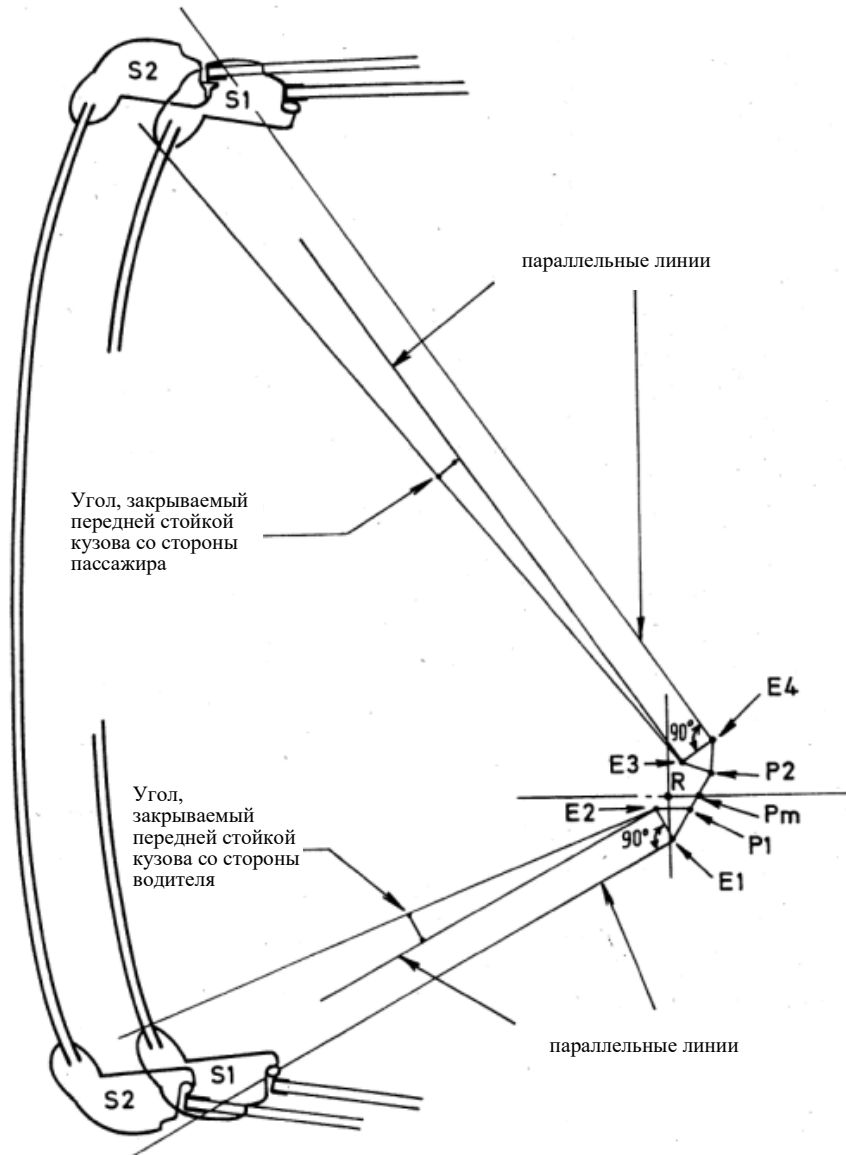 S2
S1
параллельные линии
Угол, закрываемый
передней стойкой
кузова со стороны
пассажира
E4
90°
E3
P2
R
E2
Pm
P1
90°
E1
Угол,
закрываемый
передней стойкой
кузова со стороны
водителя
параллельные линии
S1
S2